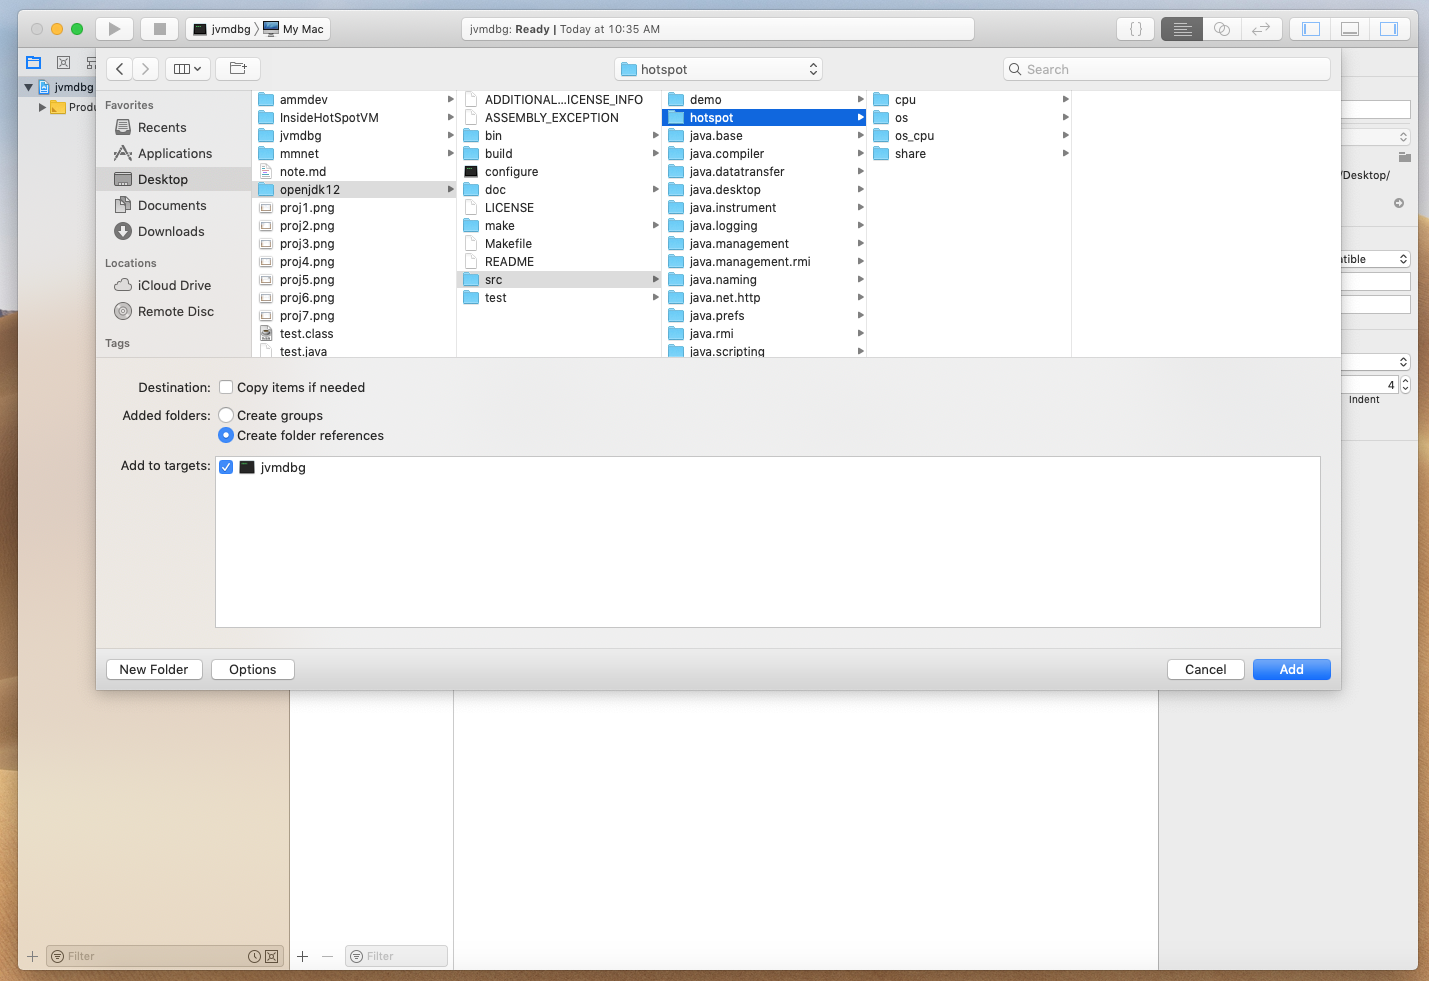 jvmdbg 〉 My Mac
jvmdbg: Ready | Today at 10:35 AM
{ }
jvmdbg
Produ
hotspot
Search
Favorites
Recents
Applications
Desktop
Documents
Downloads
Locations
iCloud Drive
Remote Disc
Tags
ammdev
InsideHotSpotVM
jvmdbg
mmnet
note.md
openjdk12
proj1.png
proj2.png
proj3.png
proj4.png
proj5.png
proj6.png
proj7.png
test.class
test.java
ADDITIONAL...ICENSE_INFO
ASSEMBLY_EXCEPTION
bin
build
configure
doc
LICENSE
make
Makefile
README
src
test
demo
hotspot
java.base
java.compiler
java.datatransfer
java.desktop
java.instrument
java.logging
java.management
java.management.rmi
java.naming
java.net.http
java.prefs
java.rmi
java.scripting
cpu
os
os_cpu
share
/Desktop/
tible
4
Indent
Destination: Copy items if needed
Added folders: Create groups
Create folder references
Add to targets: jvmdbg
New Folder
Options
Cancel
Add
Filter
Filter